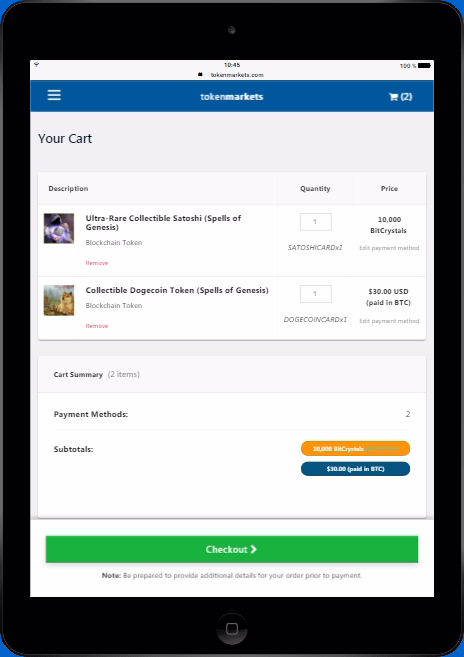 10:45
100 %
tokenmarkets.com
tokenmarkets
(2)
Your Cart
Description Quantity Price
Ultra-Rare Collectible Satoshi (Spells of
Genesis)
Blockchain Token
Remove
1
SATOSHICARDx1
10,000
BitCrystals
Edit payment method
Collectible Dogecoin Token (Spells of Genesis)
Blockchain Token
Remove
1
DOGECOINCARDx1
$30.00 USD
(paid in BTC)
Edit payment method
Cart Summary (2 items)
Payment Methods: 2
Subtotals: 10,000 BitCrystals
$30.00 (paid in BTC)
Checkout
Note: Be prepared to provide additional details for your order prior to payment.